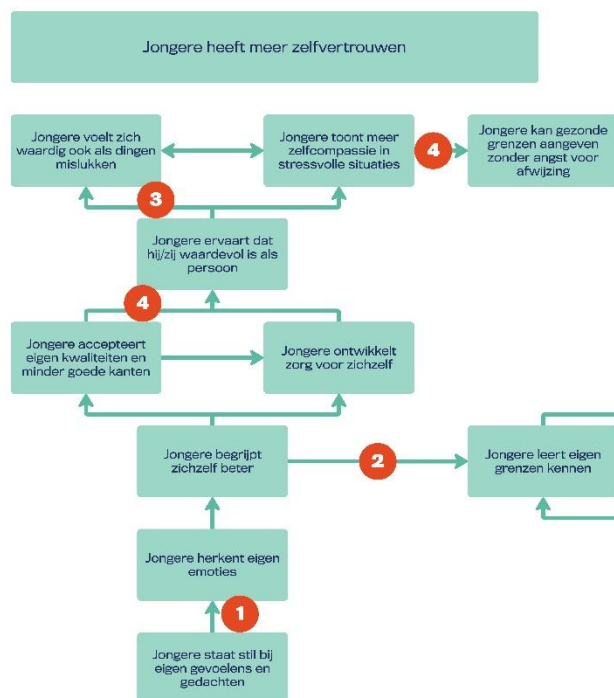 Jongere heeft meer zelfvertrouwen
Jongere voelt zich
waardig ook als dingen
mislukken
Jongere toont meer
zelfcompassie in
stressvolle situaties
4
Jongere kan gezonde
grenzen aangeven
zonder angst voor
afwijzing
3
Jongere ervaart dat
hij/zij waardevol is als
persoon
4
Jongere accepteert
eigen kwaliteiten en
minder goede kanten
Jongere ontwikkelt
zorg voor zichzelf
Jongere begrijpt
zichzelf beter
2
Jongere leert eigen
grenzen kennen
Jongere herkent eigen
emoties
1
Jongere staat stil bij
eigen gevoelens en
gedachten